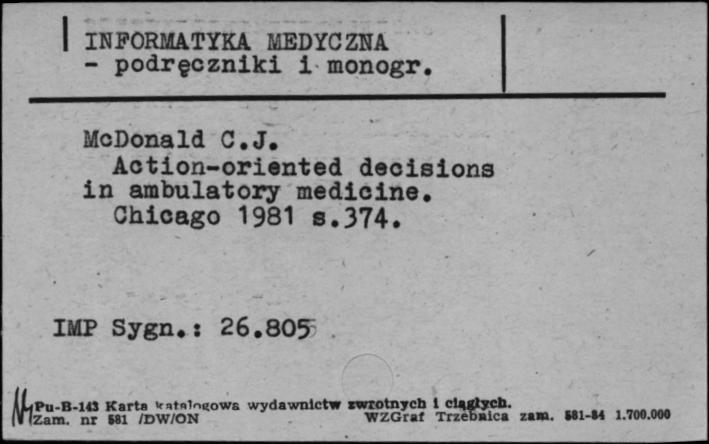 INFORMATYKA MEDYCZNA
- podręczniki i monogr.
McDonald C.J.
Action-oriented decisions
in ambulatory medicine.
Chicago 1981 s.374.
IMP Sygn.: 26.805
Pu-B-143 Karta katalogowa wydawnictw zwrotnych i ciągłych.
Zam. nr 581 /DW/ON WZGraf Trzebnica zam. 581-84 1.700.000